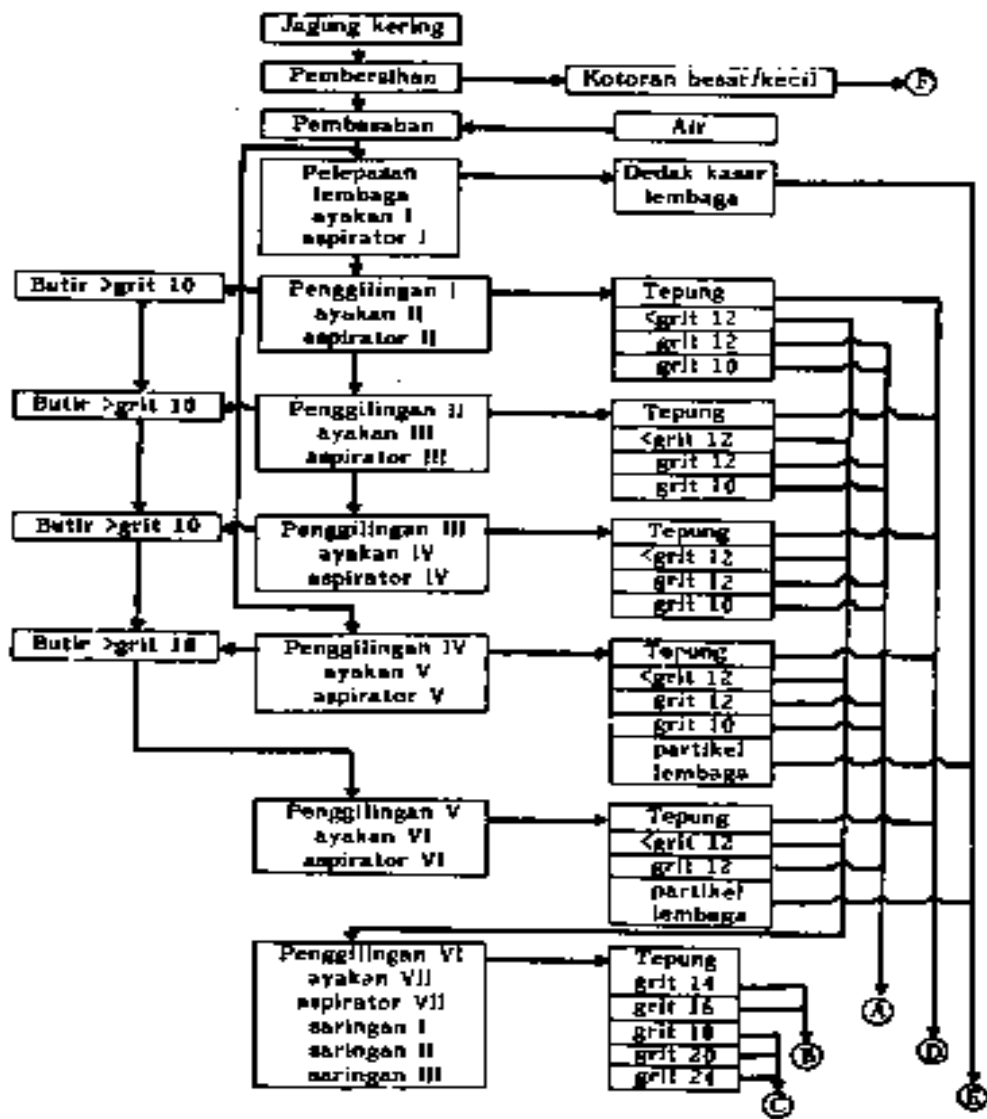 Jagung kering
Pembersihan
Kotoran besar/kecil
F
Pembasahan
Air
Pelepasan
lembaga
ayakan I
aspirator I
Dedak kasar
lembaga
Butir >grit 10
Penggilingan I
ayakan II
aspirator II
Tepung
<grit 12
grit 12
grit 10
Butir >grit 10
Penggilingan II
ayakan III
aspirator III
Tepung
<grit 12
grit 12
grit 10
Butir >grit 10
Penggilingan III
ayakan IV
aspirator IV
Tepung
<grit 12
grit 12
grit 10
Butir >grit 10
Penggilingan IV
ayakan V
aspirator V
Tepung
<grit 12
grit 12
grit 10
partikel
lembaga
Penggilingan V
ayakan VI
aspirator VI
Tepung
<grit 12
grit 12
partikel
lembaga
Penggilingan VI
ayakan VII
aspirator VII
saringan I
saringan II
saringan III
Tepung
grit 14
grit 16
grit 18
grit 20
grit 24
A
B
D
C
E